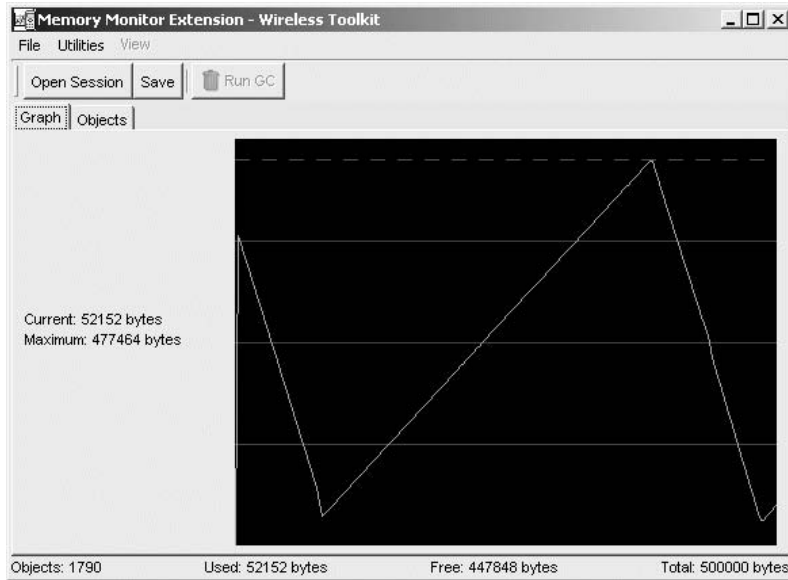 Memory Monitor Extension - Wireless Toolkit
File Utilities View
Open Session Save Run GC
Graph Objects
Current: 52152 bytes
Maximum: 477464 bytes
Objects: 1790 Used: 52152 bytes Free: 447848 bytes Total: 500000 bytes